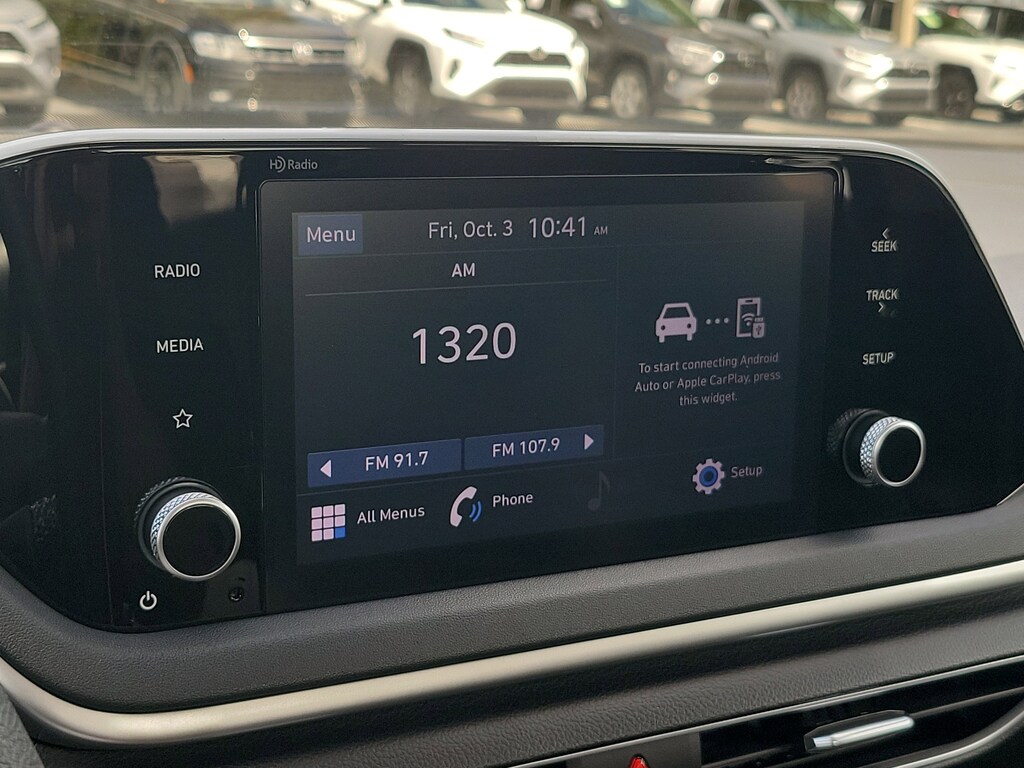 HD Radio
Menu
Fri, Oct. 3 10:41 AM
RADIO
MEDIA
AM
1320
FM 91.7
FM 107.9
All Menus
Phone
To start connecting Android
Auto or Apple CarPlay, press
this widget.
Setup
SEEK
TRACK
SETUP